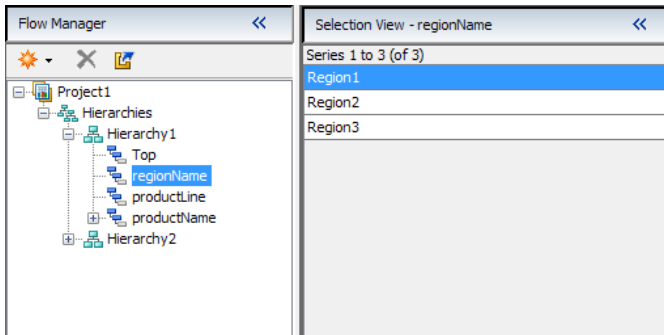 Flow Manager
Project1
Hierarchies
Hierarchy1
Top
regionName
productLine
productName
Hierarchy2
Selection View - regionName
Series 1 to 3 (of 3)
Region1
Region2
Region3